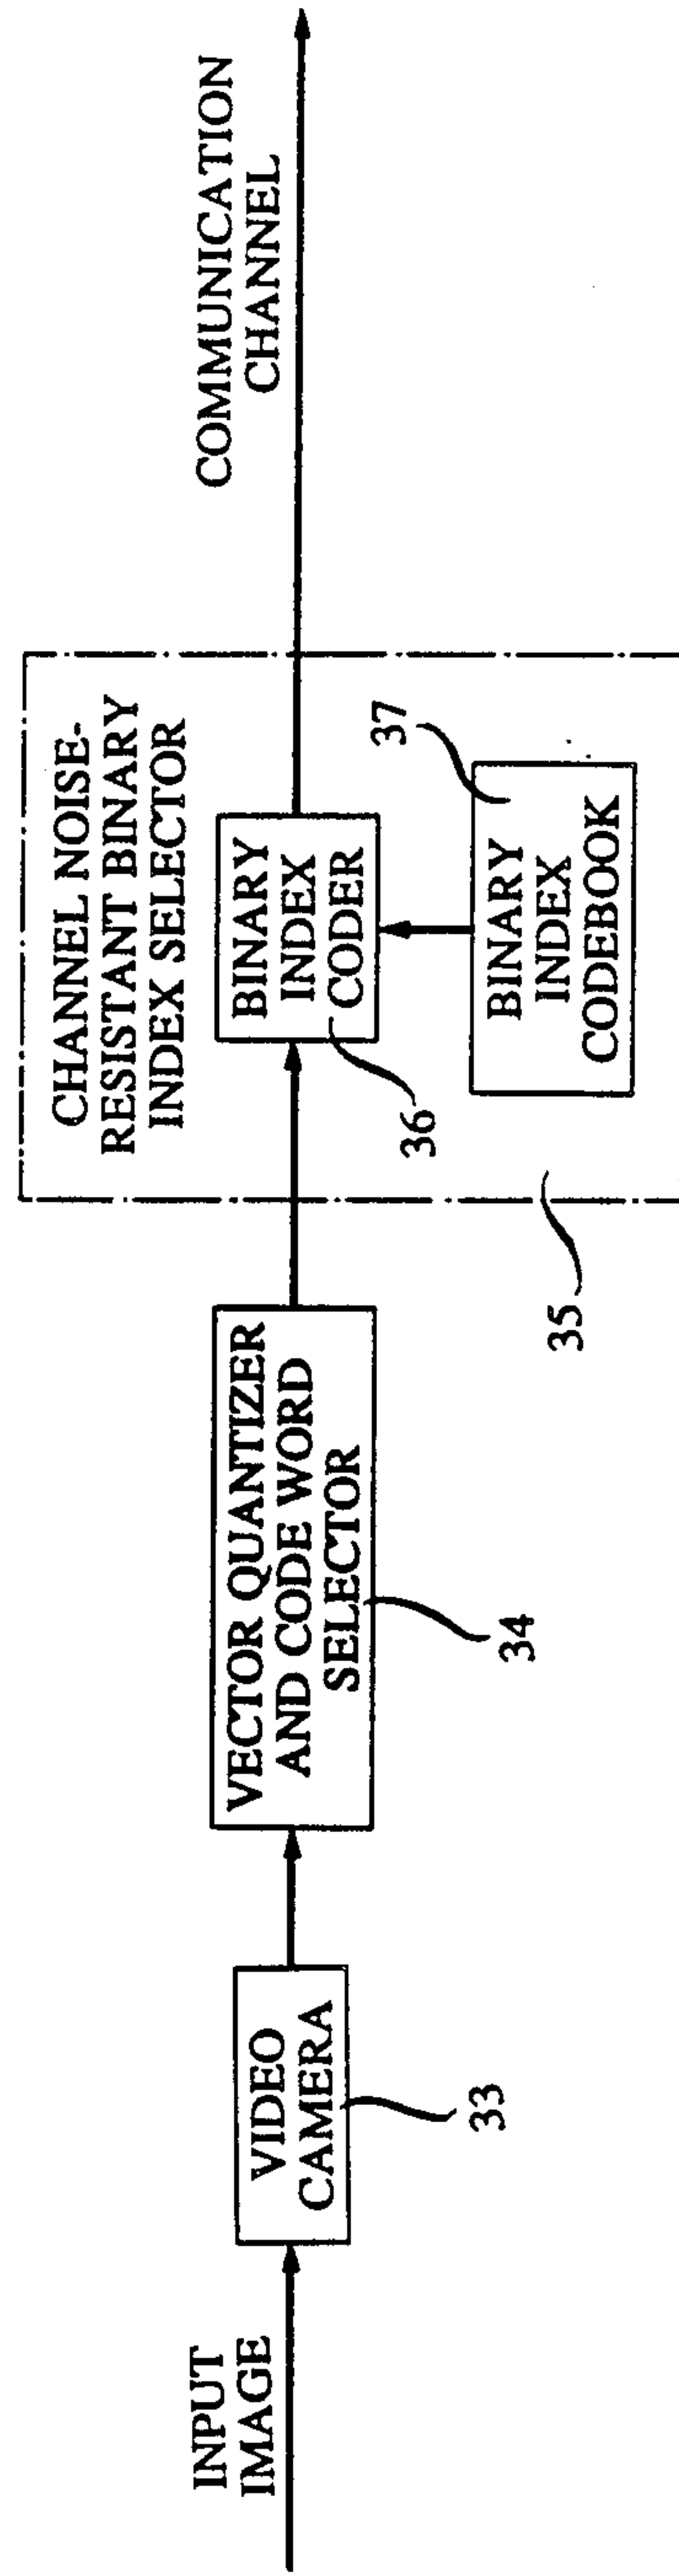 INPUT
IMAGE
VIDEO
CAMERA
33
VECTOR QUANTIZER
AND CODE WORD
SELECTOR
34
CHANNEL NOISE-
RESISTANT BINARY
INDEX SELECTOR
BINARY
INDEX
CODER
36
BINARY
INDEX
CODEBOOK
37
35
COMMUNICATION
CHANNEL